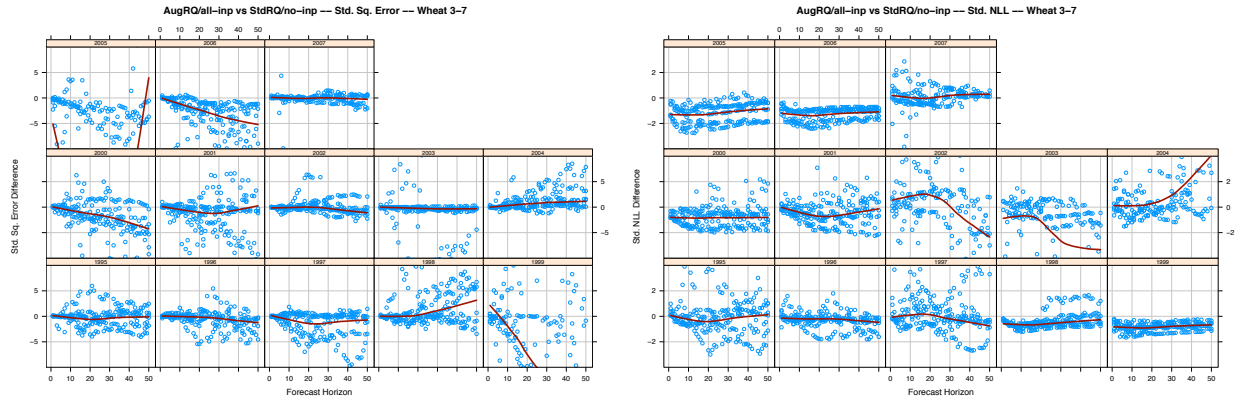 AugRQ/all−inp vs StdRQ/no−inp −− Std. Sq. Error −− Wheat 3−7
0 10 20 30 40 50
2005 2006 2007
5
0
−5
2000 2001 2002 2003 2004
Std. Sq. Error Difference
5
0
−5
1995 1996 1997 1998 1999
5
0
−5
0 10 20 30 40 50 0 10 20 30 40 50 0 10 20 30 40 50
Forecast Horizon
AugRQ/all−inp vs StdRQ/no−inp −− Std. NLL −− Wheat 3−7
0 10 20 30 40 50
2005 2006 2007
2
0
−2
2000 2001 2002 2003 2004
Std. NLL Difference
2
0
−2
1995 1996 1997 1998 1999
2
0
−2
0 10 20 30 40 50 0 10 20 30 40 50 0 10 20 30 40 50
Forecast Horizon